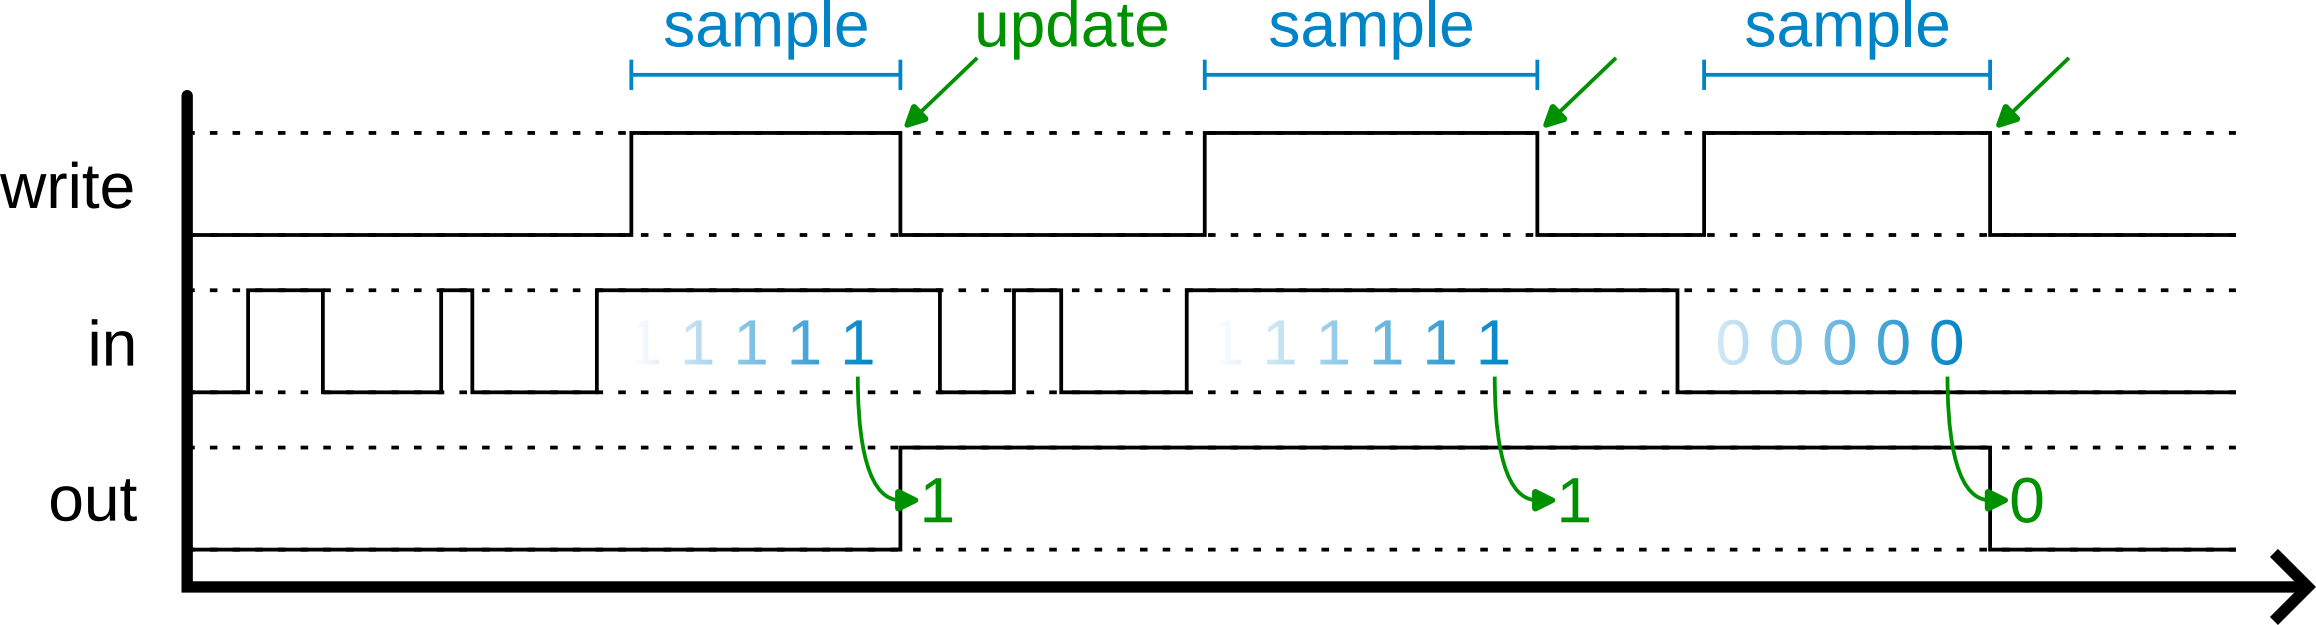 sample update sample sample
write
in 1 1 1 1 1 1 1 1 1 1 1 0 0 0 0 0
out 1 1 0